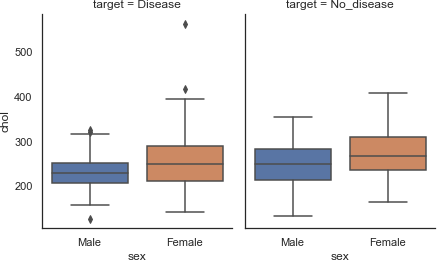 target = Disease
target = No_disease
500
400
300
200
chol
Male
Female
Male
Female
sex
sex